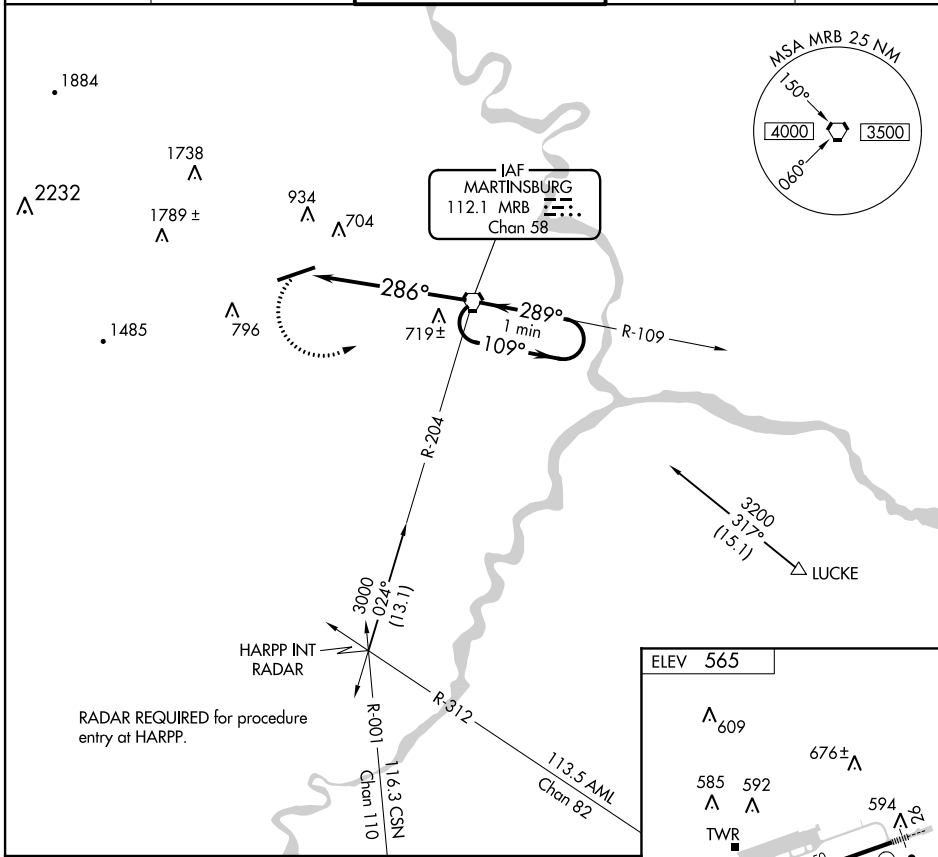 MSA MRB 25 NM
150°
4000
3500
060°
1884
1738
2232
1789 ±
934
704
IAF
MARTINSBURG
112.1 MRB
Chan 58
286°
289°
1 min
109°
R-109
719±
796
1485
R-204
3200
317°
(15.1)
LUCKE
3000
024°
(13.1)
HARPP INT
RADAR
R-312
RADAR REQUIRED for procedure
entry at HARPP.
R-001
116.3 CSN
Chan 110
113.5 AML
Chan 82
ELEV 565
609
676±
585
592
594
26
TWR